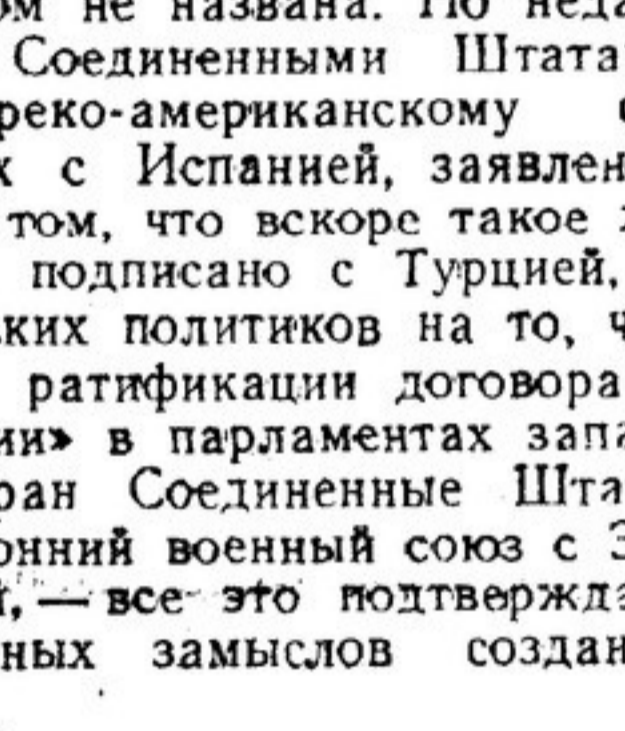 ом не названа. Но неда
Соединенными Штата
реко-американскому
х с Испанией, заявлен
том, что вскоре такое
подписано с Турцией,
ких политиков на то, ч
ратификации договора
ии» в парламентах запа
ран Соединенные Шта
онний военный союз с З
, — все это подтвержда
ных замыслов создан